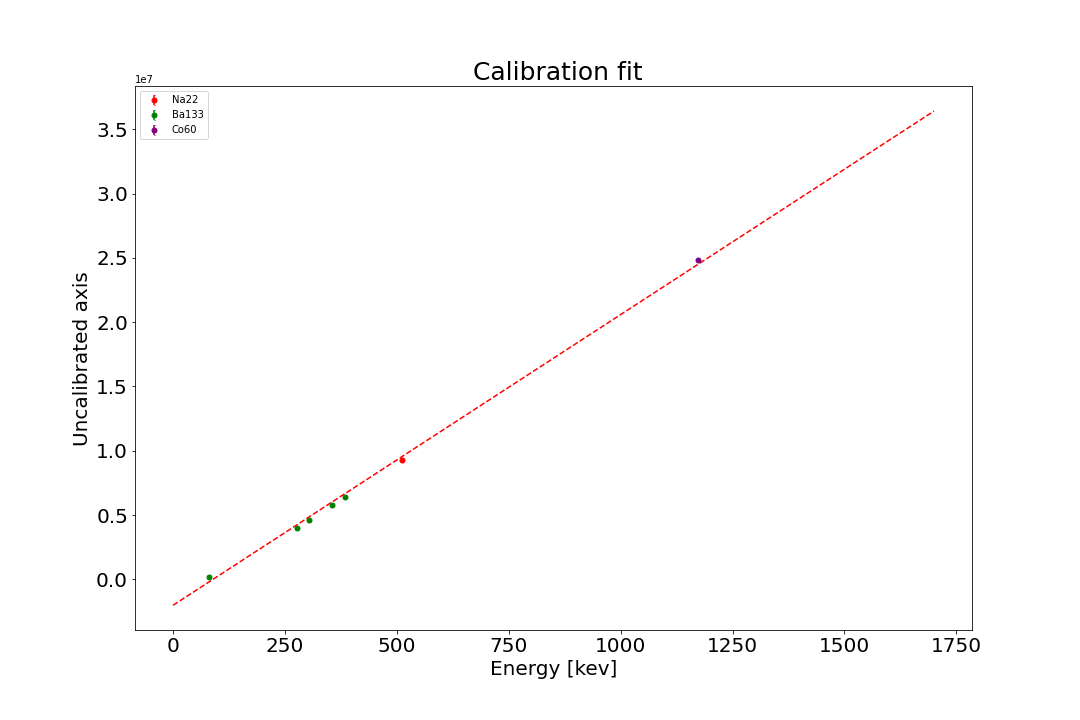 Calibration fit
1e7
Na22
Ba133
Co60
3.5
3.0
2.5
2.0
1.5
1.0
0.5
0.0
Uncalibrated axis
0 250 500 750 1000 1250 1500 1750
Energy [kev]